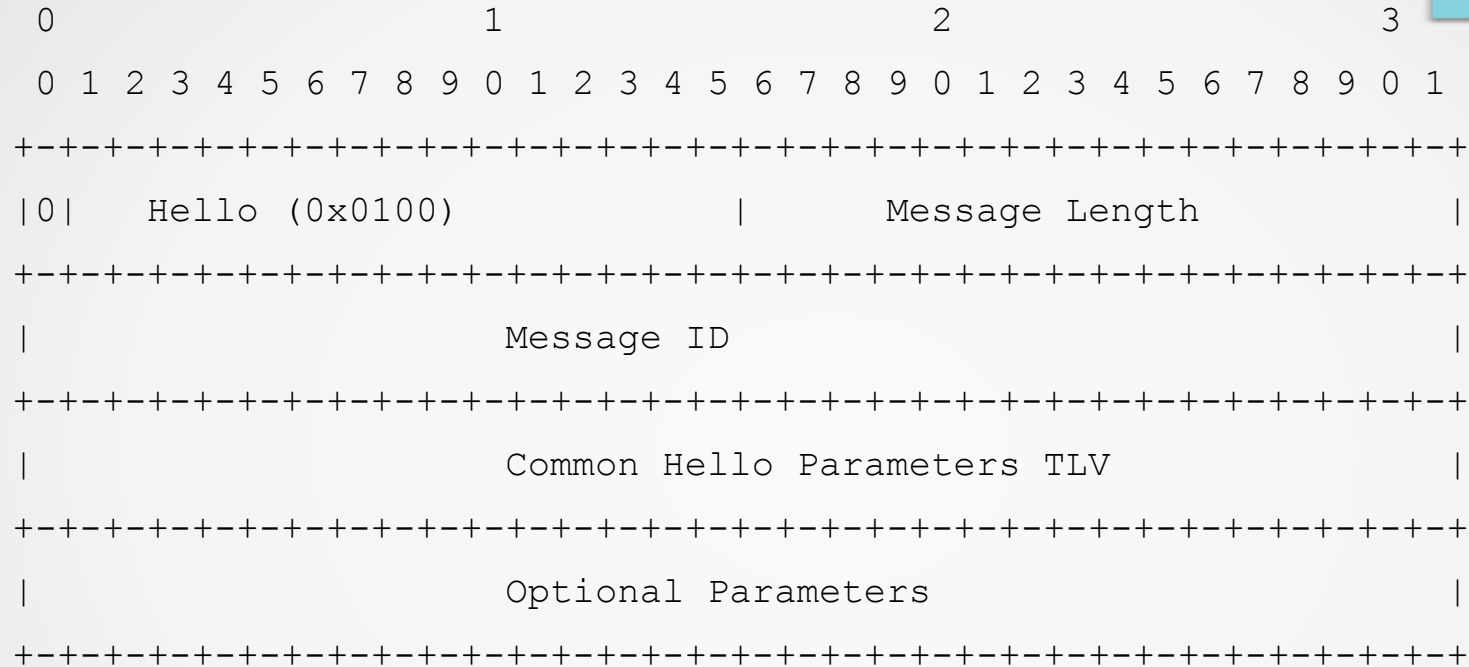 0                   1                   2                   3
0 1 2 3 4 5 6 7 8 9 0 1 2 3 4 5 6 7 8 9 0 1 2 3 4 5 6 7 8 9 0 1
+-+-+-+-+-+-+-+-+-+-+-+-+-+-+-+-+-+-+-+-+-+-+-+-+-+-+-+-+-+-+-+-+
|0|   Hello (0x0100)            |      Message Length           |
+-+-+-+-+-+-+-+-+-+-+-+-+-+-+-+-+-+-+-+-+-+-+-+-+-+-+-+-+-+-+-+-+
|                     Message ID                                |
+-+-+-+-+-+-+-+-+-+-+-+-+-+-+-+-+-+-+-+-+-+-+-+-+-+-+-+-+-+-+-+-+
|                     Common Hello Parameters TLV               |
+-+-+-+-+-+-+-+-+-+-+-+-+-+-+-+-+-+-+-+-+-+-+-+-+-+-+-+-+-+-+-+-+
|                     Optional Parameters                       |
+-+-+-+-+-+-+-+-+-+-+-+-+-+-+-+-+-+-+-+-+-+-+-+-+-+-+-+-+-+-+-+-+